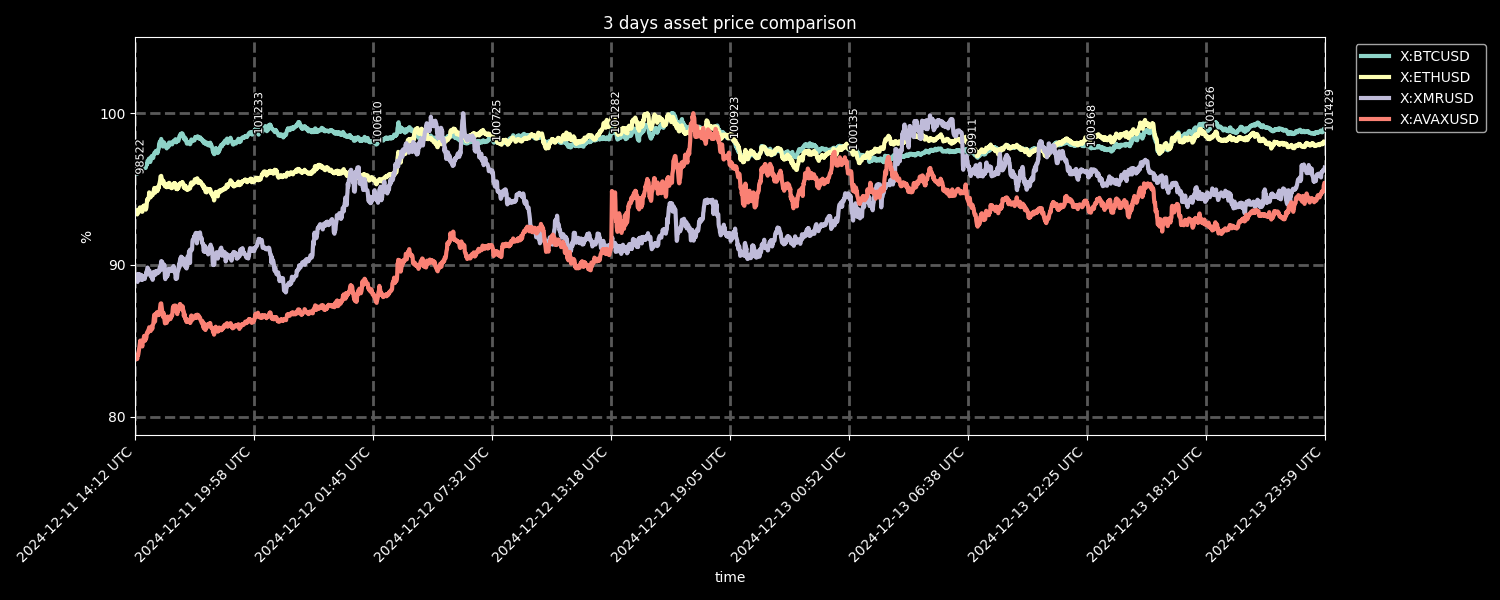 3 days asset price comparison
X:BTCUSD
X:ETHUSD
X:XMRUSD
X:AVAXUSD
100
90
80
%
98522
101233
100610
100725
101282
100923
100135
99911
100368
101626
101429
2024-12-11 14:12 UTC
2024-12-11 19:58 UTC
2024-12-12 01:45 UTC
2024-12-12 07:32 UTC
2024-12-12 13:18 UTC
2024-12-12 19:05 UTC
2024-12-13 00:52 UTC
2024-12-13 06:38 UTC
2024-12-13 12:25 UTC
2024-12-13 18:12 UTC
2024-12-13 23:59 UTC
time